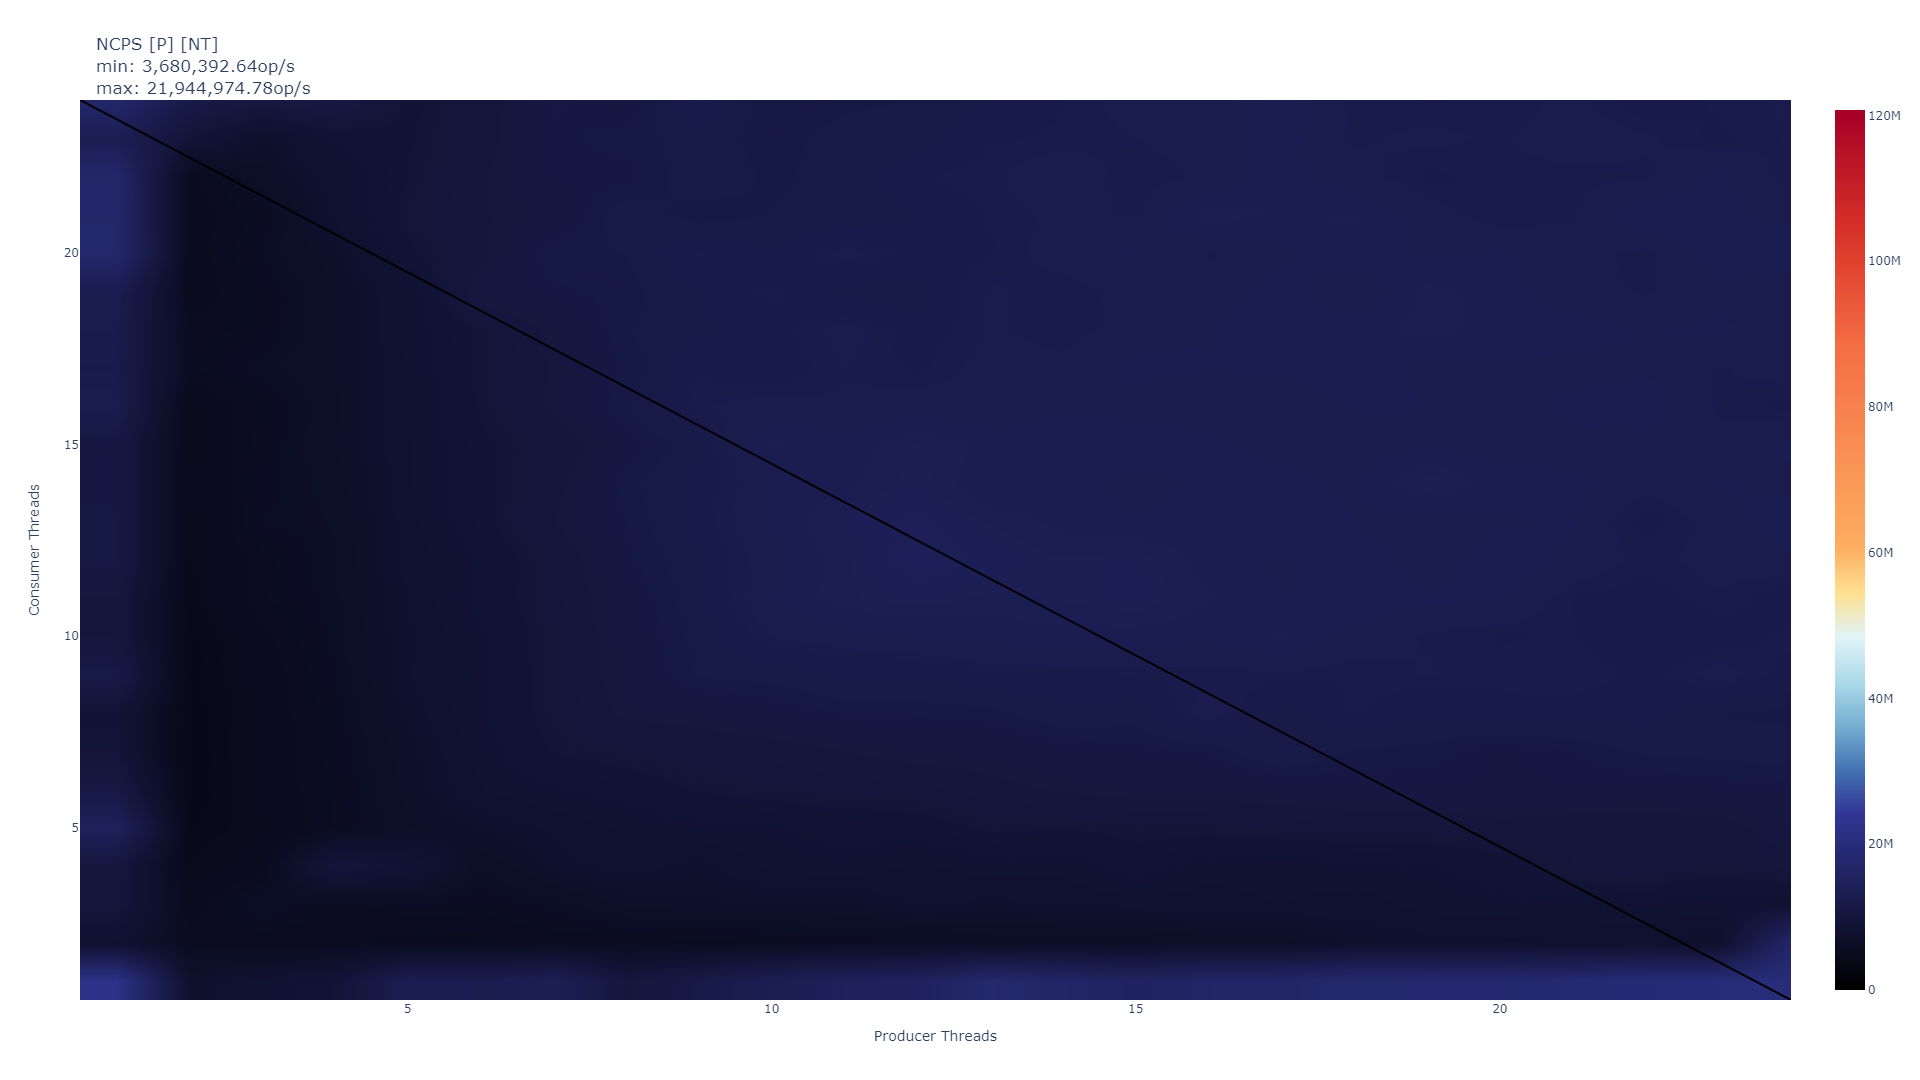 NCPS [P] [NT]
min: 3,680,392.64op/s
max: 21,944,974.78op/s
120M
100M
80M
60M
40M
20M
0
20
15
10
5
Consumer Threads
5
10
15
20
Producer Threads